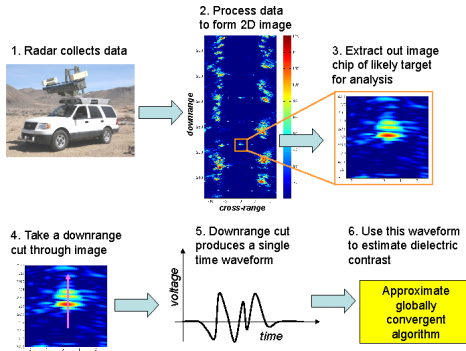 1. Radar collects data
2. Process data
to form 2D image
3. Extract out image
chip of likely target
for analysis
downrange
cross-range
4. Take a downrange
cut through image
5. Downrange cut
produces a single
time waveform
voltage
time
6. Use this waveform
to estimate dielectric
contrast
Approximate
globally
convergent
algorithm